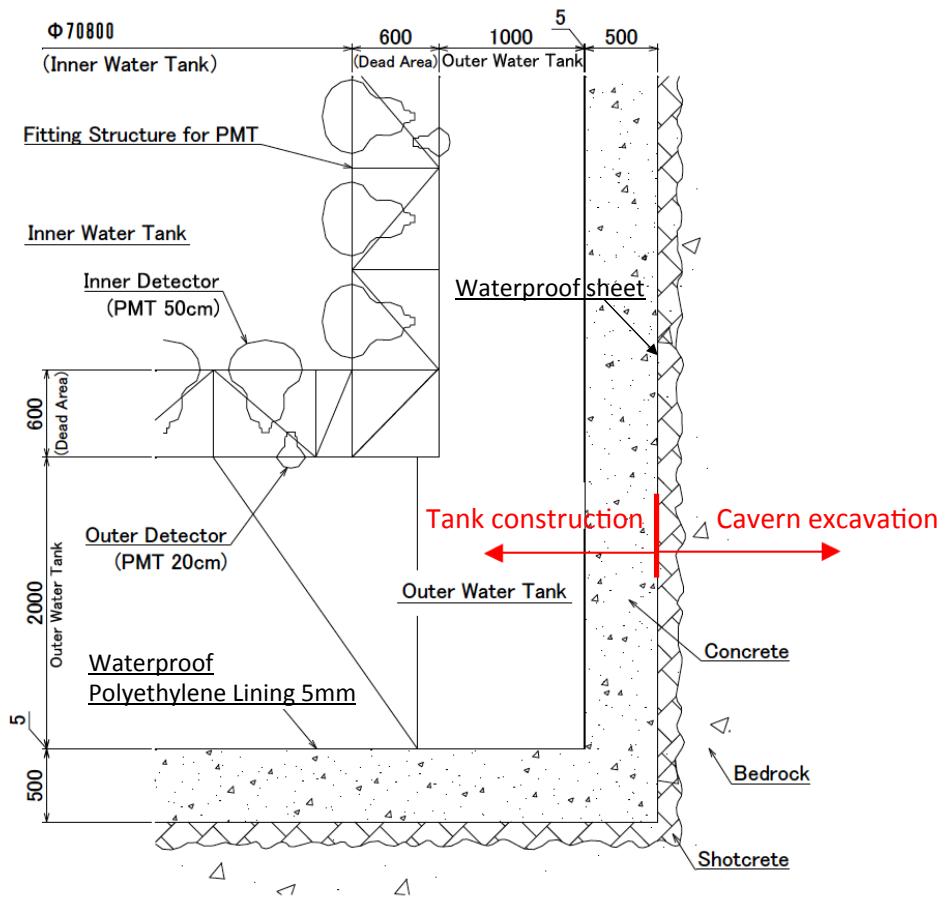 5
Φ70800
600
1000
500
(Inner Water Tank)
(Dead Area)
Outer Water Tank
Fitting Structure for PMT
Inner Water Tank
Inner Detector
(PMT 50cm)
Waterproof sheet
600
(Dead Area)
Tank construction
Cavern excavation
Outer Detector
(PMT 20cm)
2000
Outer Water Tank
Outer Water Tank
Concrete
Waterproof
Polyethylene Lining 5mm
5
500
Bedrock
Shotcrete